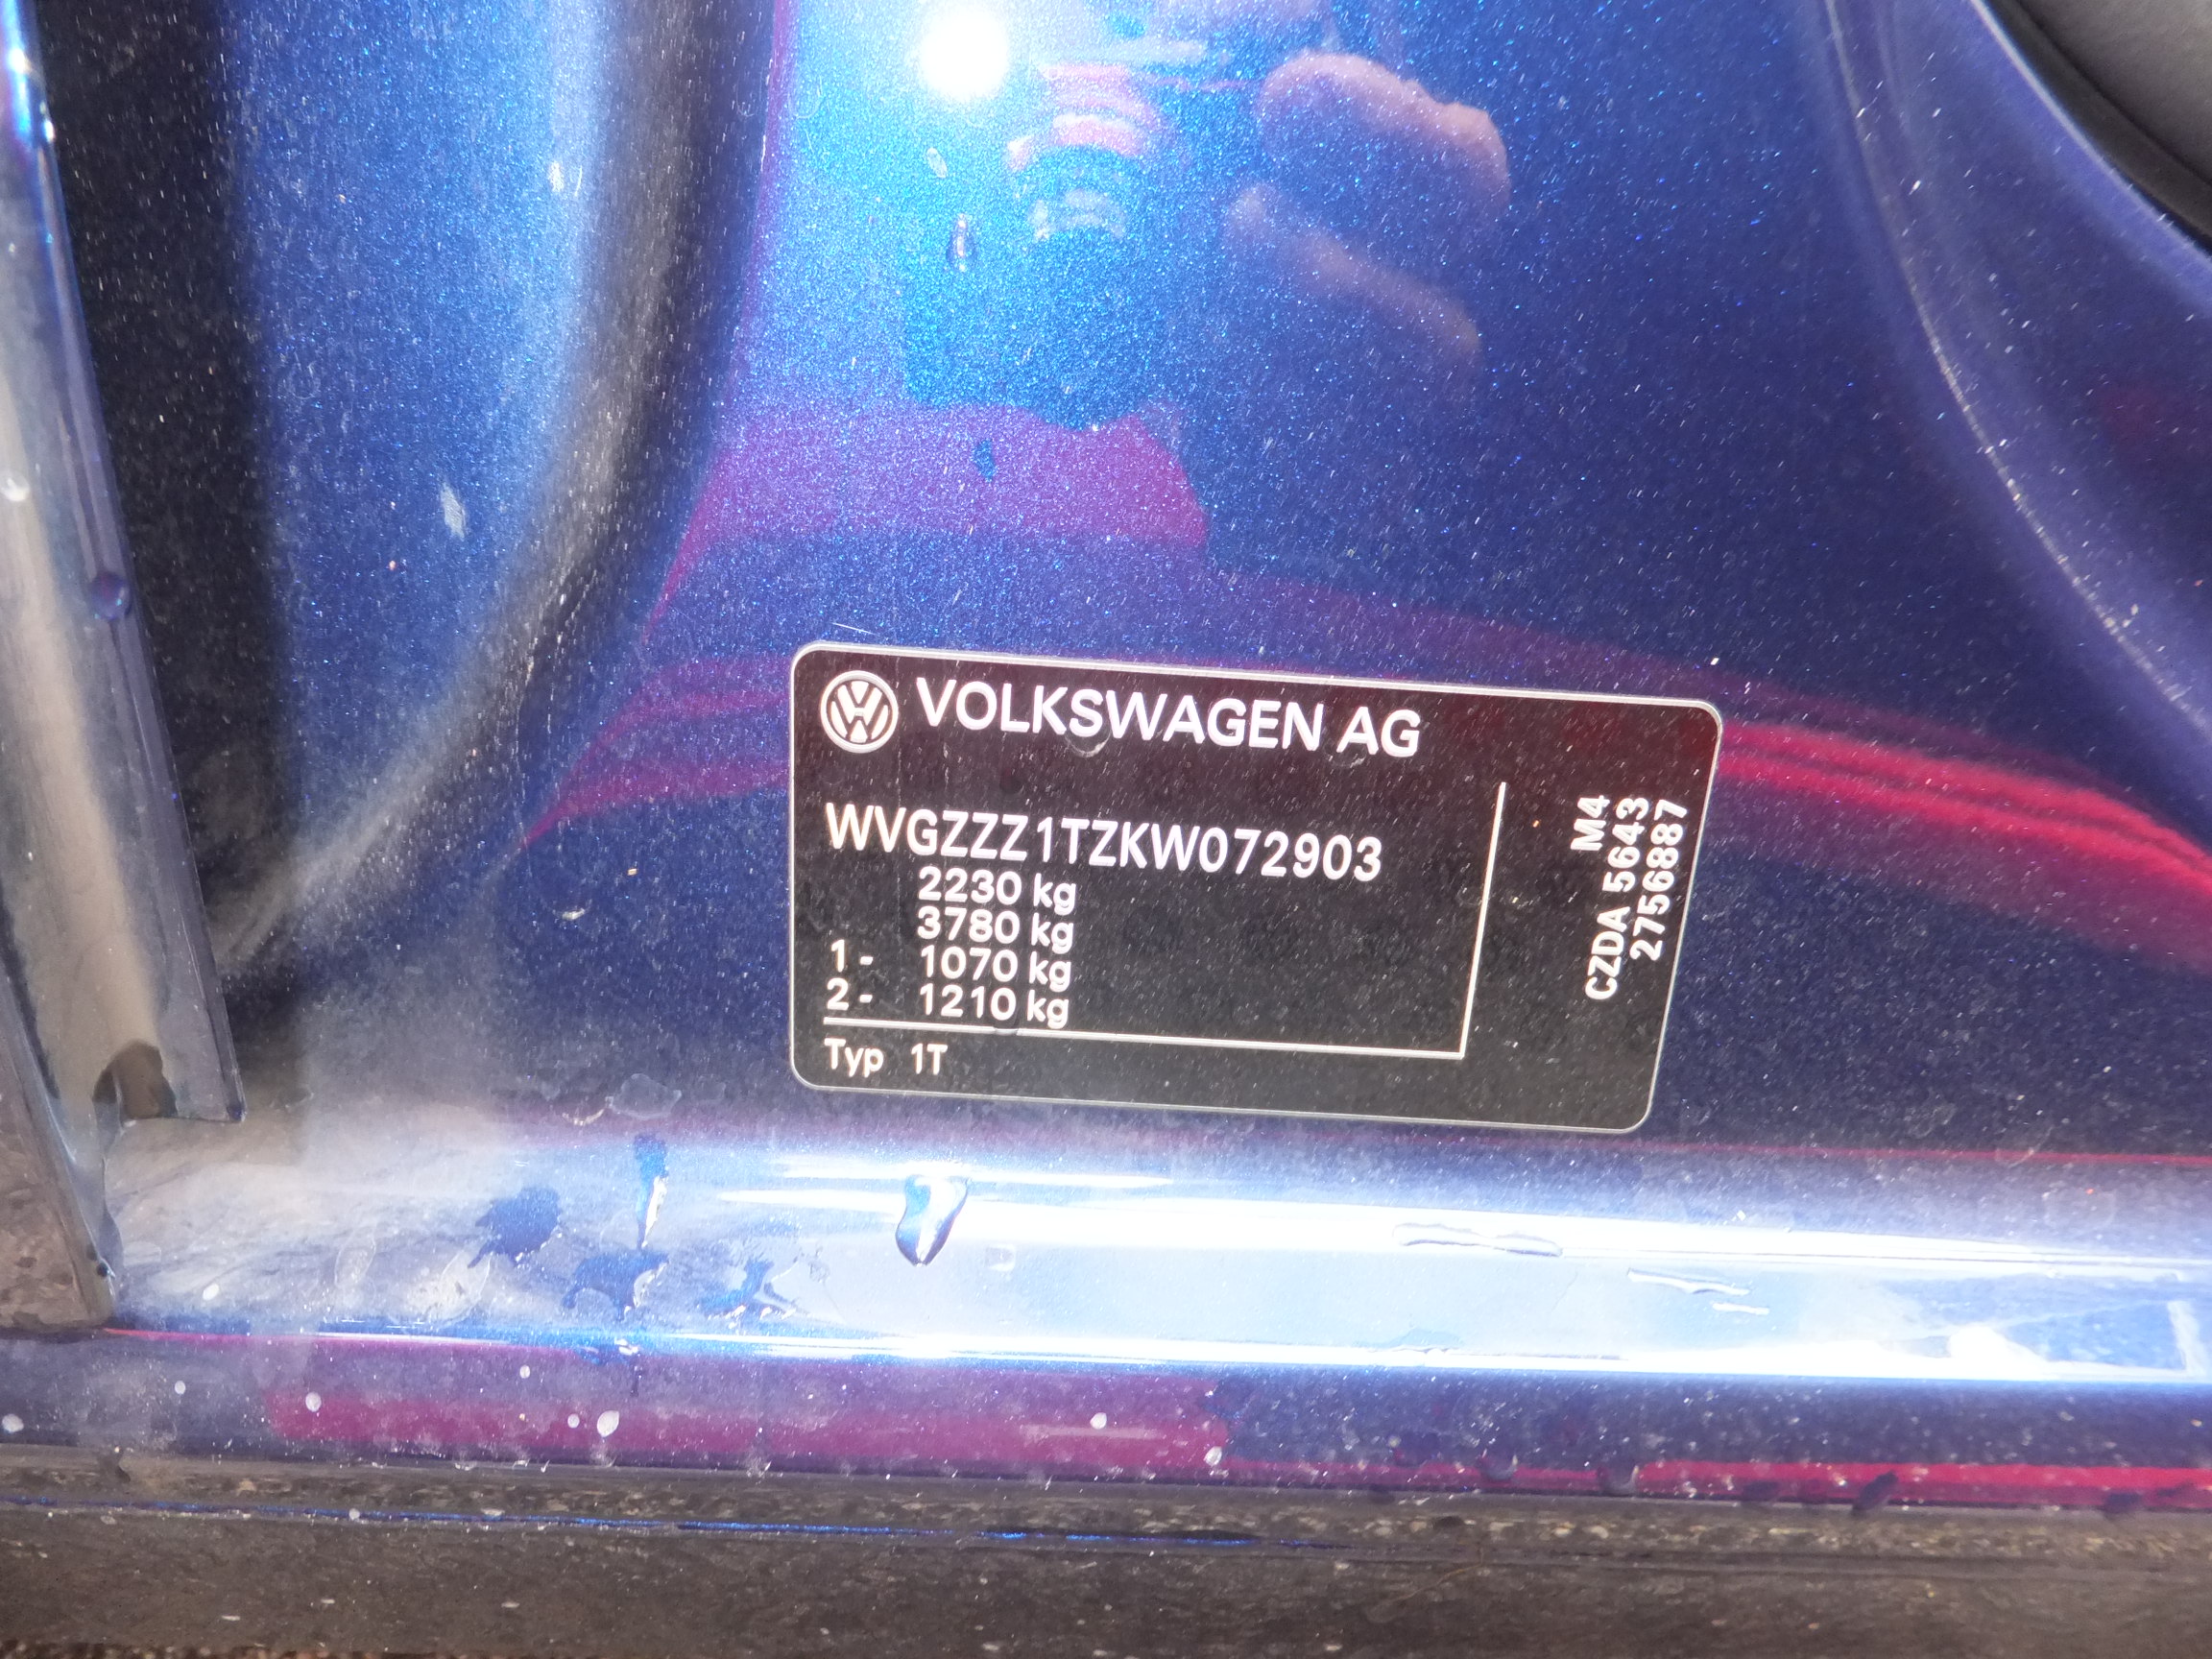 VOLKSWAGEN AG
WVGZZZ1TZKW072903
2230 kg
3780 kg
1- 1070 kg
2- 1210 kg
Typ 1T
M4
CZDA 5643
2756887